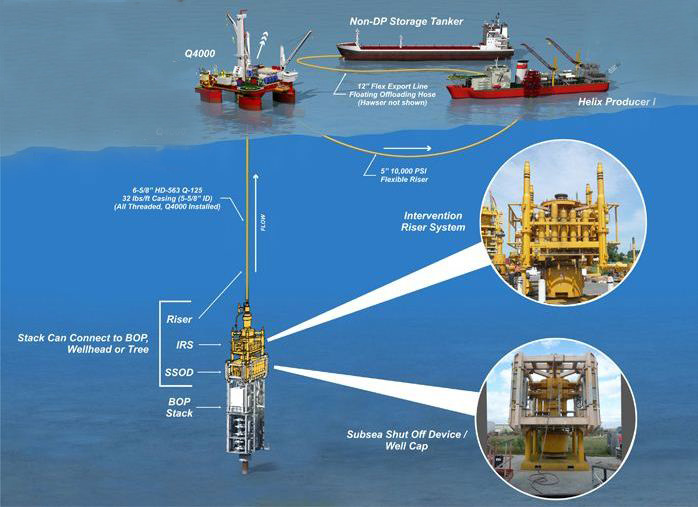 Non-DP Storage Tanker
Q4000
12" Flex Export Line
Floating Offloading Hose
(Hawser not shown)
Helix Producer I
5" 10,000 PSI
Flexible Riser
6-5/8" HD-563 Q-125
32 lbs/ft Casing (5-5/8" ID)
(All Threaded, Q4000 Installed)
FLOW
Intervention
Riser System
Riser
Stack Can Connect to BOP,
Wellhead or Tree
IRS
SSOD
BOP
Stack
Subsea Shut Off Device /
Well Cap